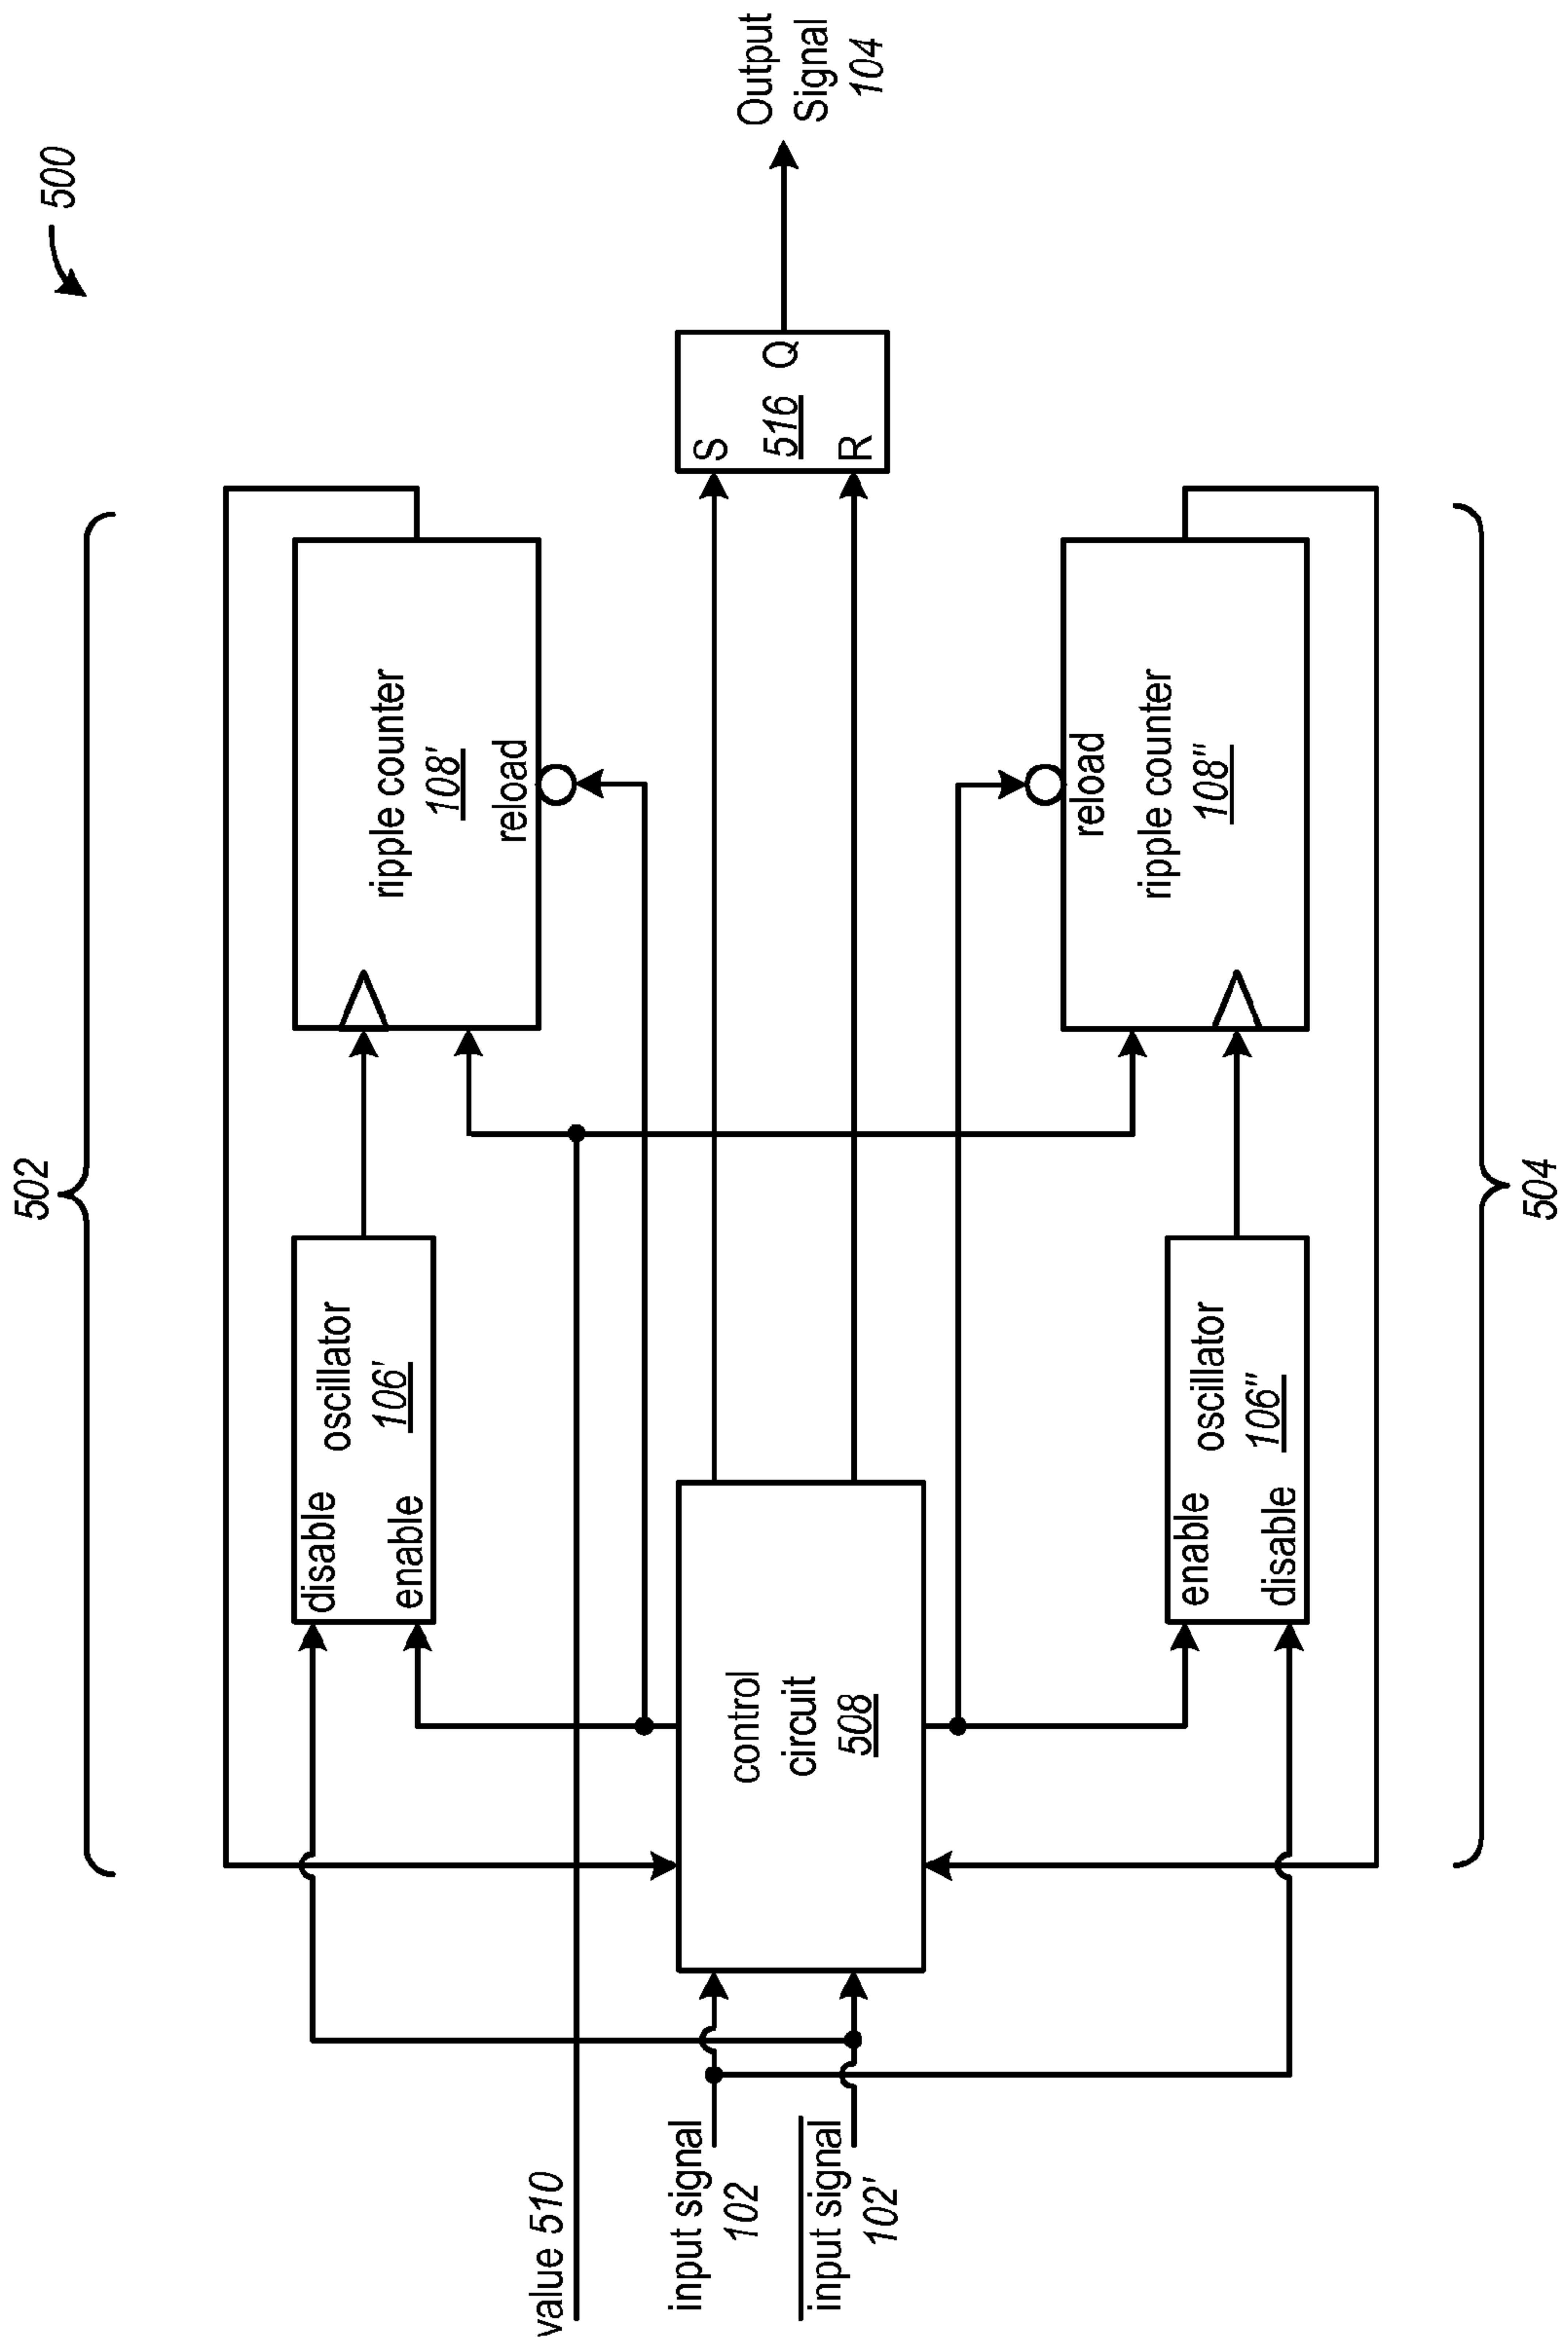 500
502
disable
oscillator
106'
enable
ripple counter
108'
reload
value 510
input signal
102
input signal
102'
control
circuit
508
S
516 Q
R
Output
Signal
104
enable
oscillator
106"
disable
reload
ripple counter
108"
504